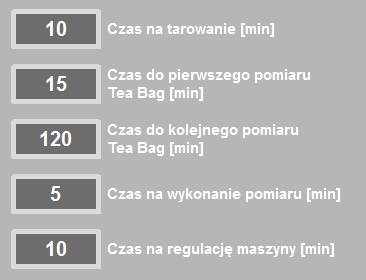 10 Czas na tarowanie [min]
15 Czas do pierwszego pomiaru
Tea Bag [min]
120 Czas do kolejnego pomiaru
Tea Bag [min]
5 Czas na wykonanie pomiaru [min]
10 Czas na regulację maszyny [min]